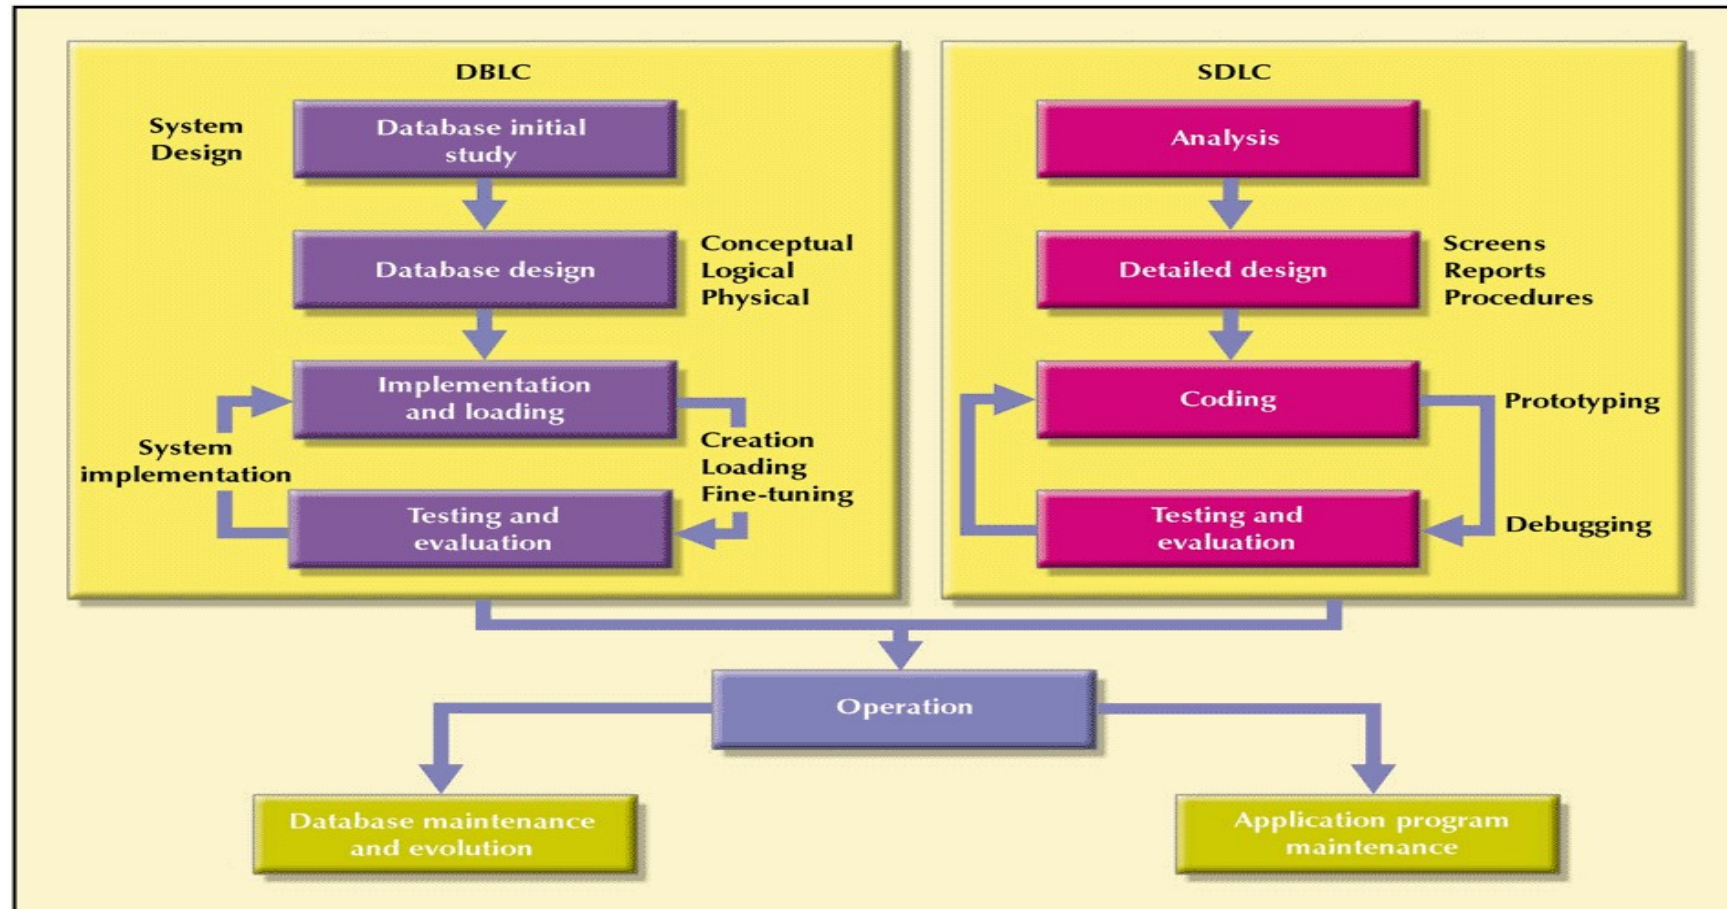 DBLC
System
Design
Database initial
study
Database design
Conceptual
Logical
Physical
Implementation
and loading
System
implementation
Creation
Loading
Fine-tuning
Testing and
evaluation
SDLC
Analysis
Detailed design
Screens
Reports
Procedures
Coding
Prototyping
Testing and
evaluation
Debugging
Operation
Database maintenance
and evolution
Application program
maintenance